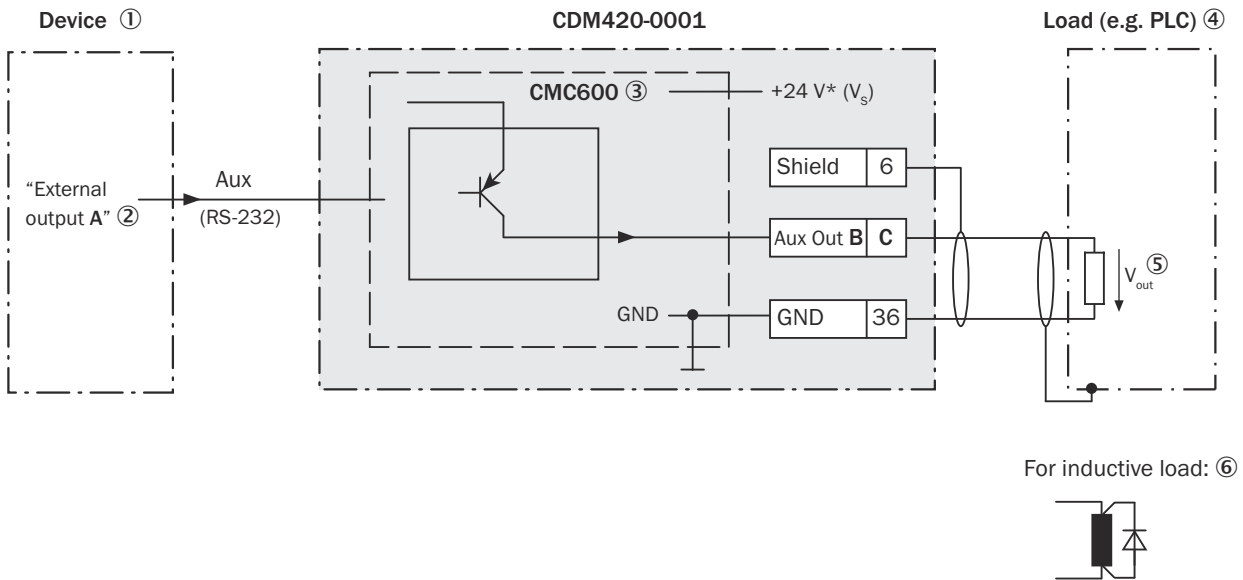 Device ①
CDM420-0001
Load (e.g. PLC) ④
CMC600 ③
+24 V* (VS)
Shield 6
"External
output A" ②
Aux
(RS-232)
Aux Out B C
Vout ⑤
GND
GND 36
For inductive load: ⑥